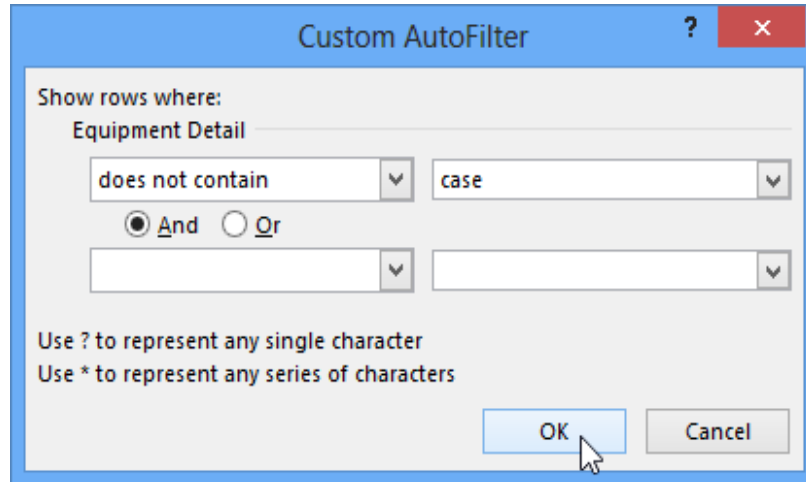 Custom AutoFilter ? ×
Show rows where:
Equipment Detail
does not contain case
And Or
Use ? to represent any single character
Use * to represent any series of characters
OK Cancel